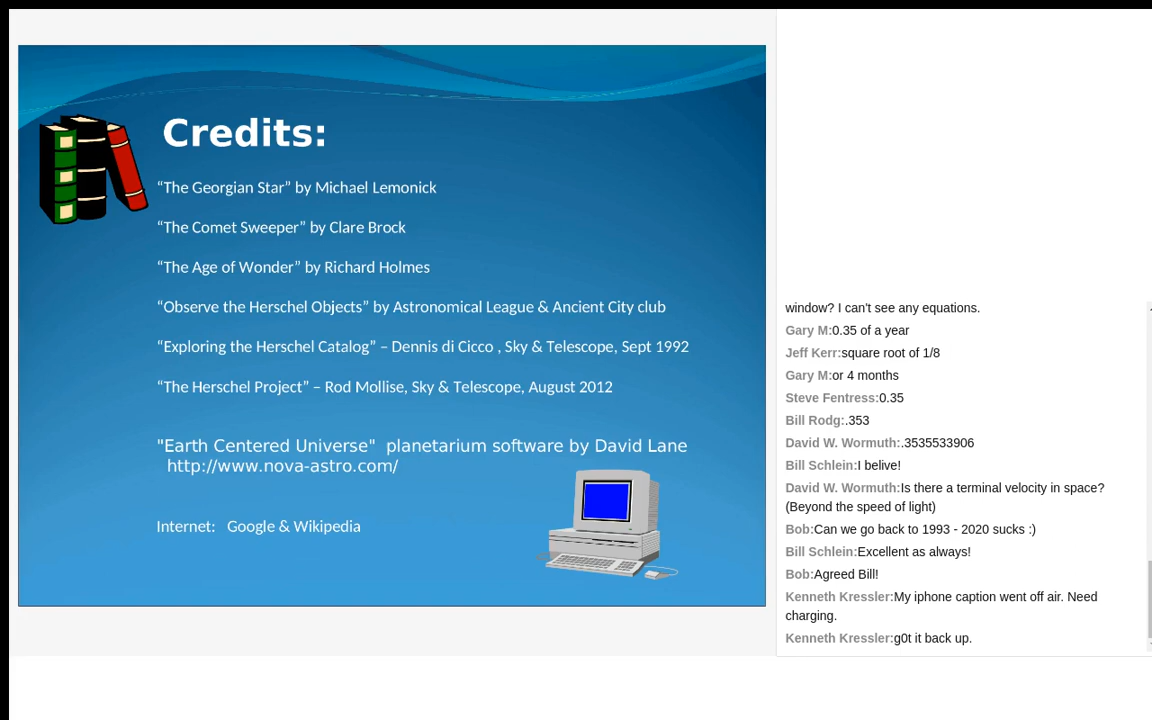 Credits:
“The Georgian Star” by Michael Lemonick
“The Comet Sweeper” by Clare Brock
“The Age of Wonder” by Richard Holmes
“Observe the Herschel Objects” by Astronomical League & Ancient City club
“Exploring the Herschel Catalog” – Dennis di Cicco , Sky & Telescope, Sept 1992
“The Herschel Project” – Rod Mollise, Sky & Telescope, August 2012
"Earth Centered Universe"  planetarium software by David Lane
http://www.nova-astro.com/
Internet:   Google & Wikipedia
window? I can't see any equations.
Gary M:0.35 of a year
Jeff Kerr:square root of 1/8
Gary M:or 4 months
Steve Fentress:0.35
Bill Rodg:.353
David W. Wormuth:.3535533906
Bill Schlein:I belive!
David W. Wormuth:Is there a terminal velocity in space?
(Beyond the speed of light)
Bob:Can we go back to 1993 - 2020 sucks :)
Bill Schlein:Excellent as always!
Bob:Agreed Bill!
Kenneth Kressler:My iphone caption went off air. Need
charging.
Kenneth Kressler:g0t it back up.